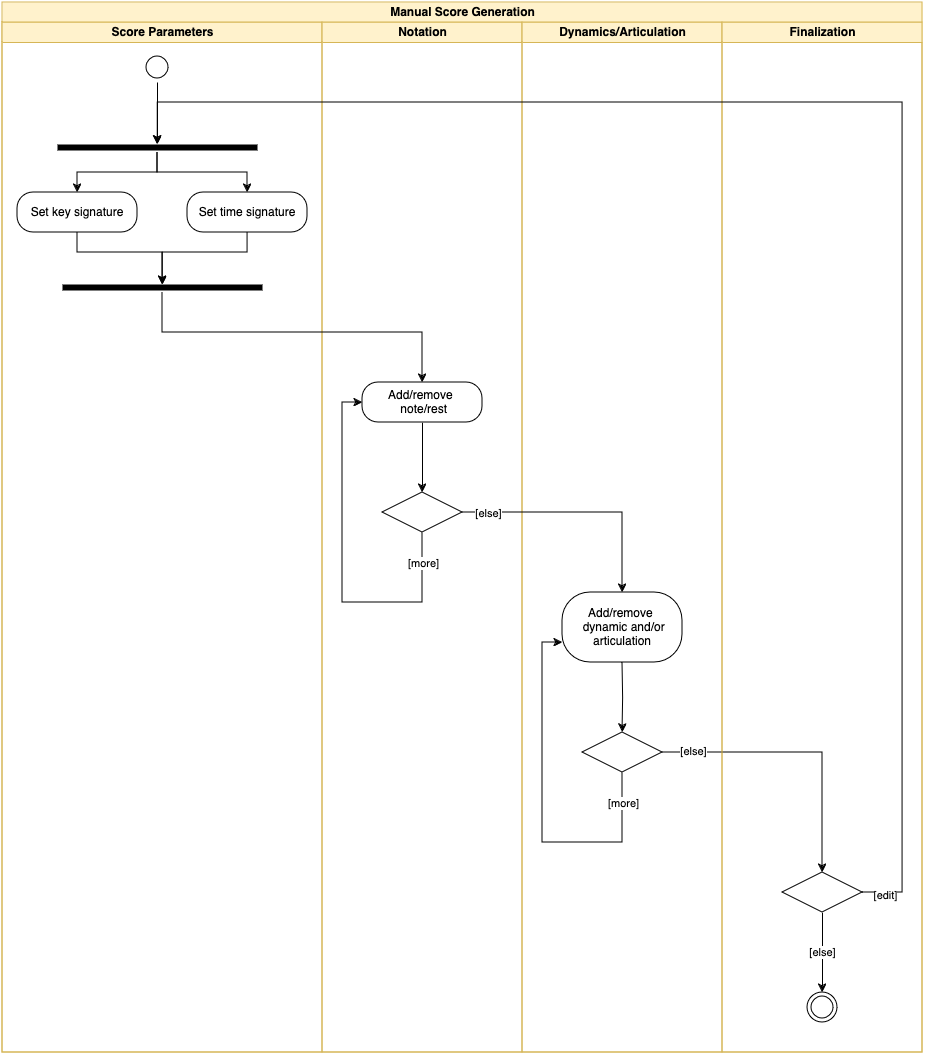 Manual Score Generation
Score Parameters
Notation
Dynamics/Articulation
Finalization
Set key signature
Set time signature
Add/remove
note/rest
[else]
[more]
Add/remove
dynamic and/or
articulation
[else]
[more]
[edit]
[else]